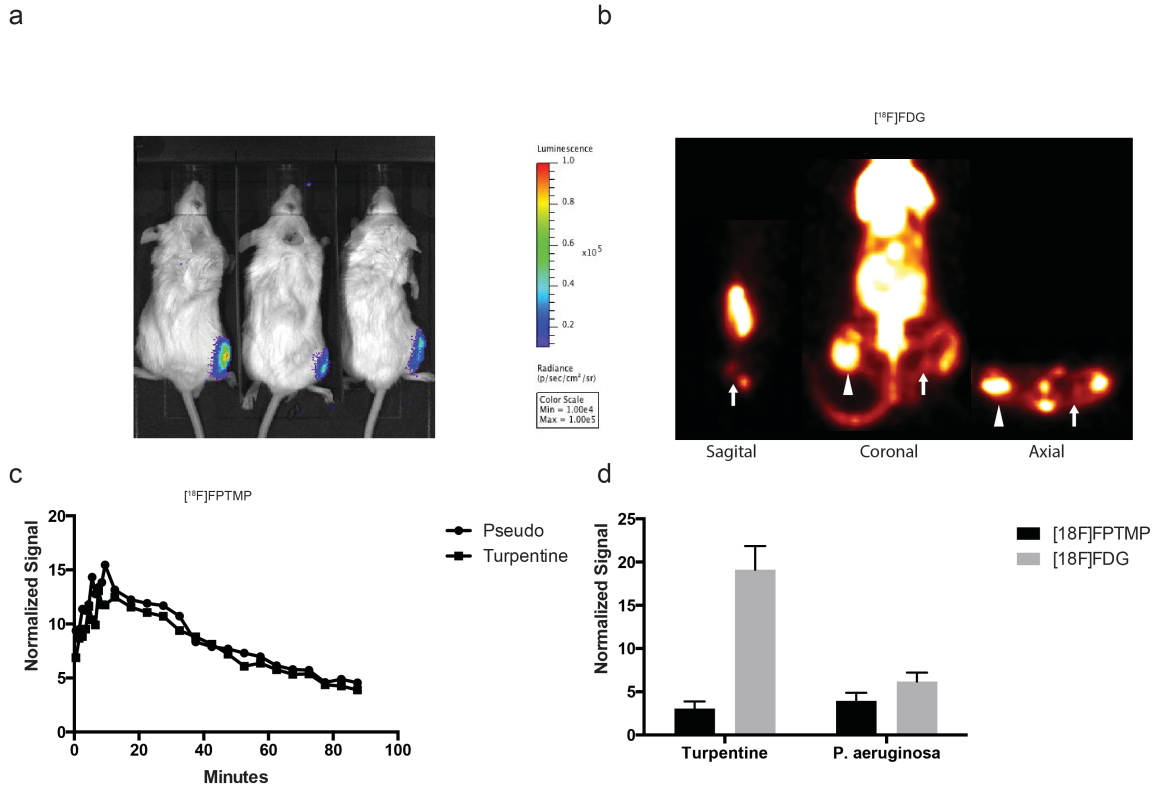 a
Luminescence
1.0
0.8
0.6
x10⁵
0.4
0.2
Radiance
(p/sec/cm²/sr)
Color Scale
Min = 1.00e4
Max = 1.00e5
b
[¹⁸F]FDG
Sagital
Coronal
Axial
c
[¹⁸F]FPTMP
Normalized Signal
20
15
10
5
0
0
20
40
60
80
100
Minutes
Pseudo
Turpentine
d
Normalized Signal
25
20
15
10
5
0
Turpentine
P. aeruginosa
[18F]FPTMP
[18F]FDG